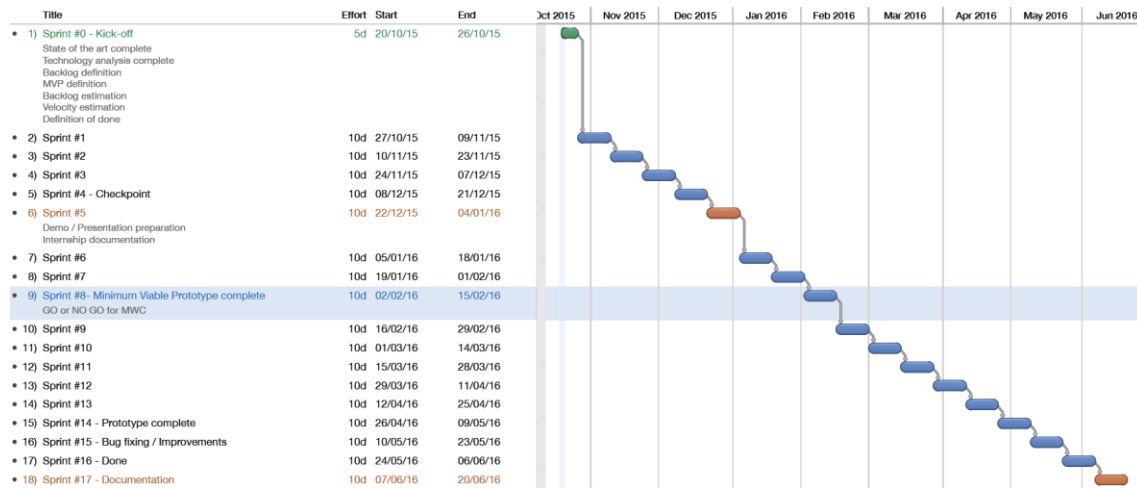 Title Effort Start End Oct 2015 Nov 2015 Dec 2015 Jan 2016 Feb 2016 Mar 2016 Apr 2016 May 2016 Jun 2016
• 1) Sprint #0 - Kick-off 5d 20/10/15 26/10/15
State of the art complete
Technology analysis complete
Backlog definition
MVP definition
Backlog estimation
Velocity estimation
Definition of done
• 2) Sprint #1 10d 27/10/15 09/11/15
• 3) Sprint #2 10d 10/11/15 23/11/15
• 4) Sprint #3 10d 24/11/15 07/12/15
• 5) Sprint #4 - Checkpoint 10d 08/12/15 21/12/15
• 6) Sprint #5 10d 22/12/15 04/01/16
Demo / Presentation preparation
Internship documentation
• 7) Sprint #6 10d 05/01/16 18/01/16
• 8) Sprint #7 10d 19/01/16 01/02/16
• 9) Sprint #8- Minimum Viable Prototype complete 10d 02/02/16 15/02/16
GO or NO GO for MWC
• 10) Sprint #9 10d 16/02/16 29/02/16
• 11) Sprint #10 10d 01/03/16 14/03/16
• 12) Sprint #11 10d 15/03/16 28/03/16
• 13) Sprint #12 10d 29/03/16 11/04/16
• 14) Sprint #13 10d 12/04/16 25/04/16
• 15) Sprint #14 - Prototype complete 10d 26/04/16 09/05/16
• 16) Sprint #15 - Bug fixing / Improvements 10d 10/05/16 23/05/16
• 17) Sprint #16 - Done 10d 24/05/16 06/06/16
• 18) Sprint #17 - Documentation 10d 07/06/16 20/06/16